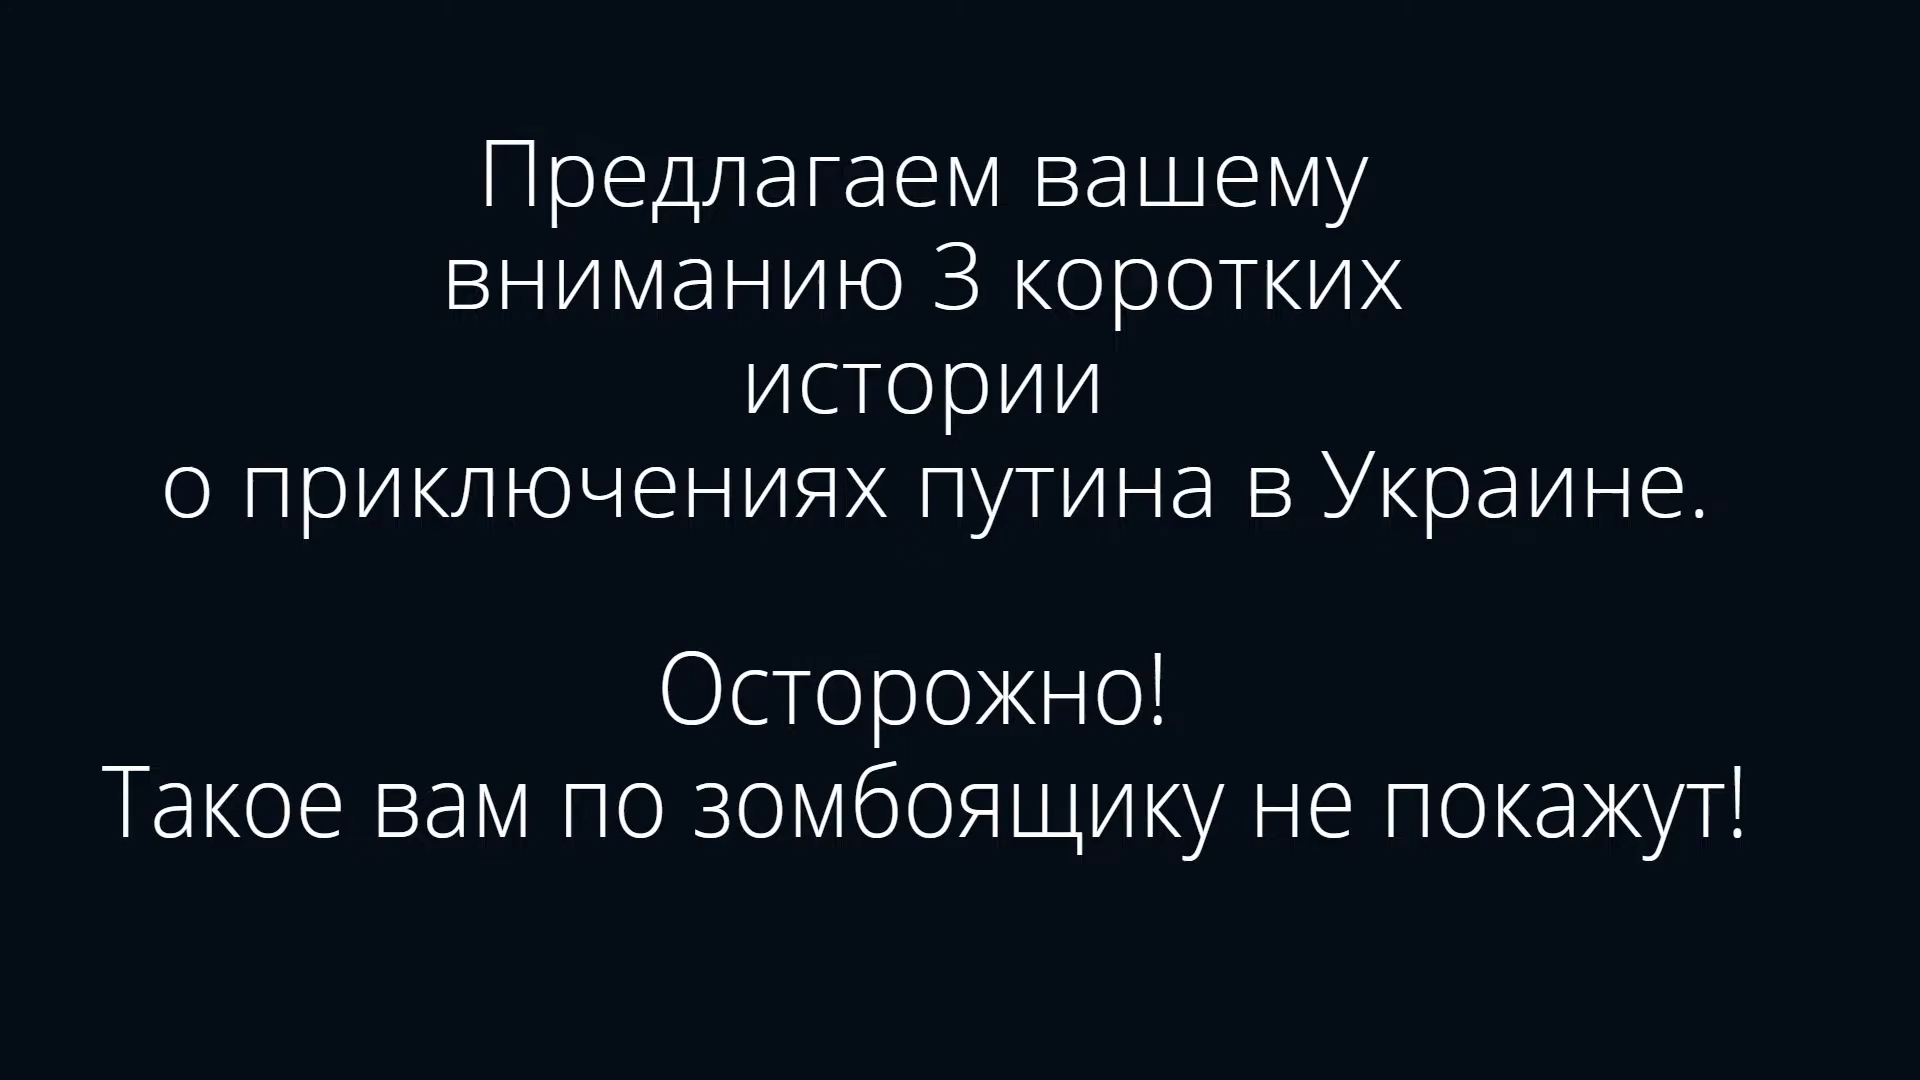 Предлагаем вашему
вниманию 3 коротких
истории
о приключениях путина в Украине.
Осторожно!
Такое вам по зомбоящику не покажут!